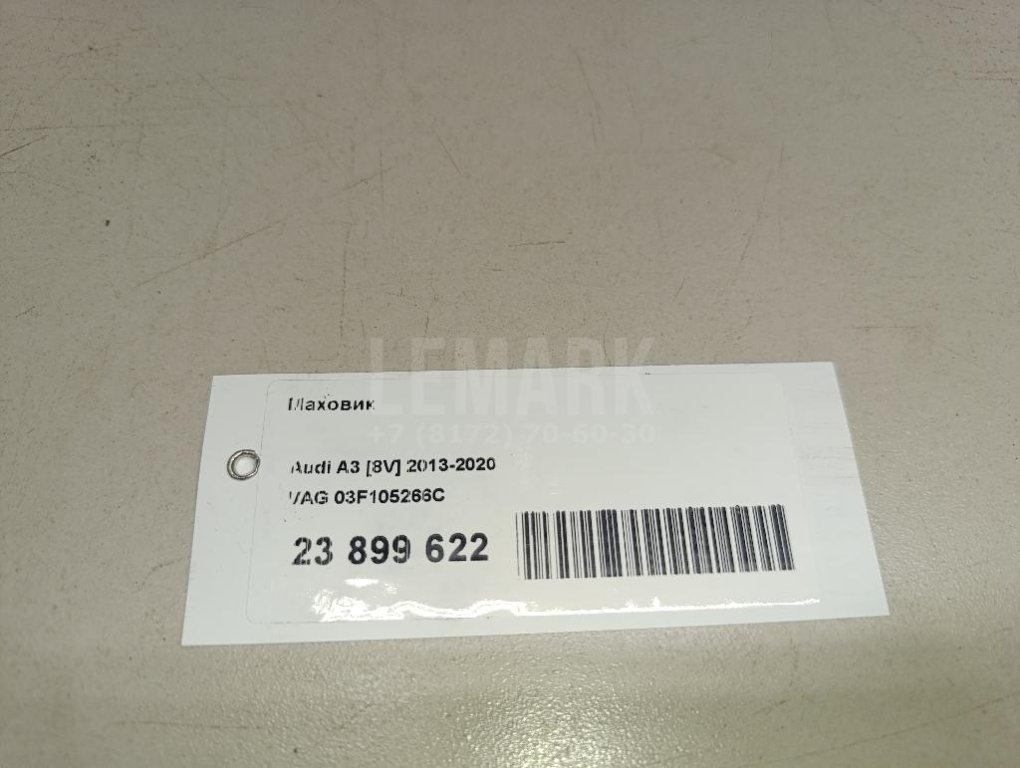 LEMARK
+7 (8172) 70-60-30
Маховик
Audi A3 [8V] 2013-2020
VAG 03F105266C
23 899 622